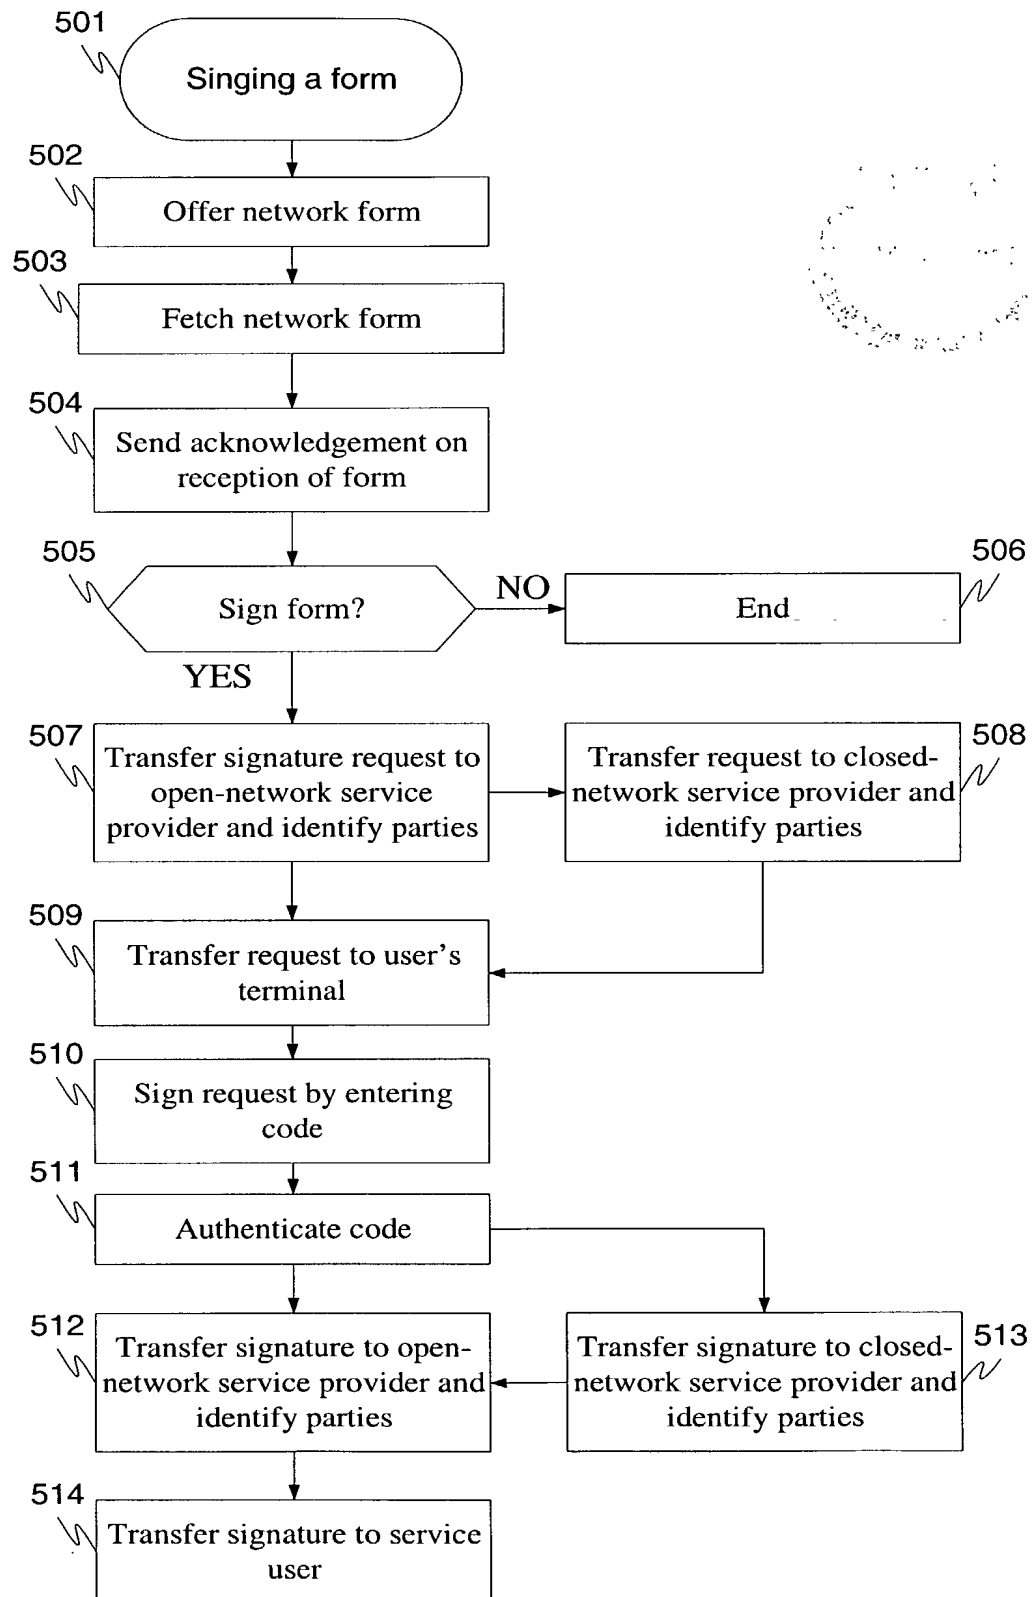 501
Singing a form
502
Offer network form
503
Fetch network form
504
Send acknowledgement on
reception of form
505
Sign form?
NO
506
End
YES
507
Transfer signature request to
open-network service
provider and identify parties
508
Transfer request to closed-
network service provider and
identify parties
509
Transfer request to user's
terminal
510
Sign request by entering
code
511
Authenticate code
512
Transfer signature to open-
network service provider and
identify parties
513
Transfer signature to closed-
network service provider and
identify parties
514
Transfer signature to service
user